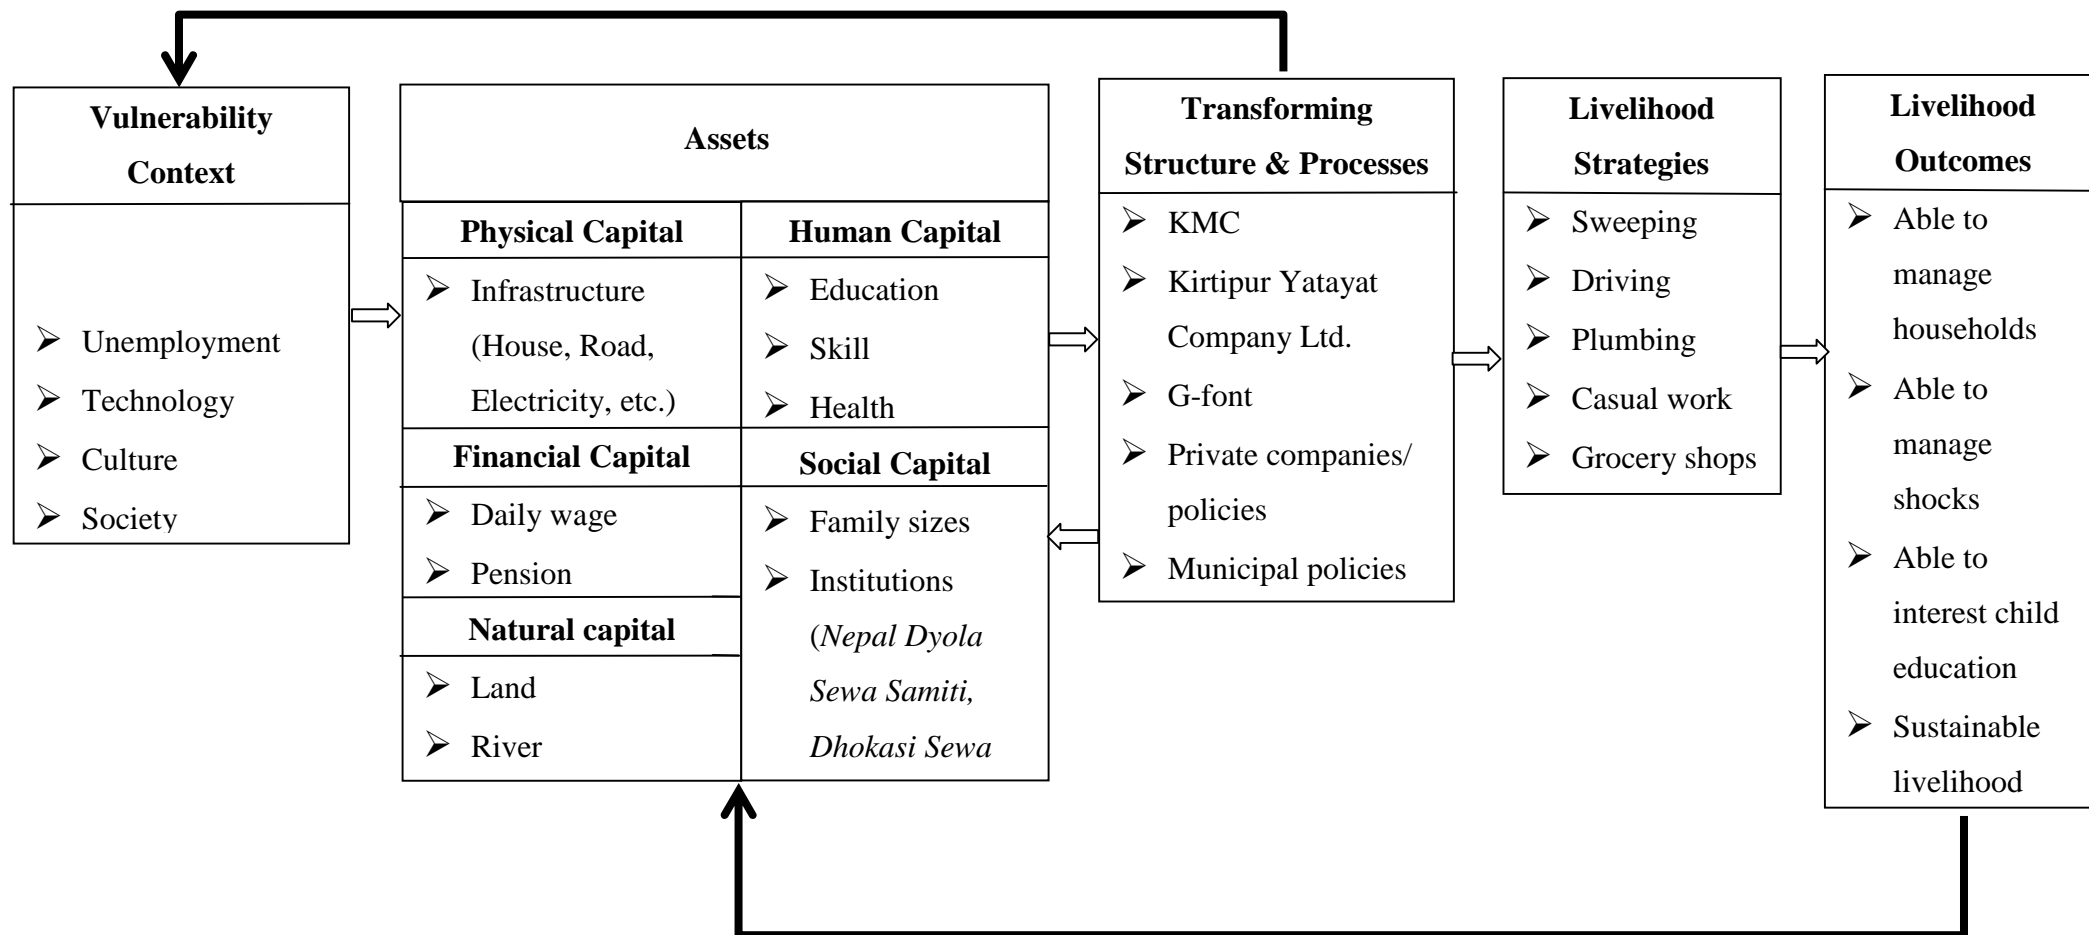 Vulnerability
Context
Unemployment
Technology
Culture
Society
Assets
Physical Capital
Infrastructure
(House, Road,
Electricity, etc.)
Human Capital
Education
Skill
Health
Financial Capital
Daily wage
Pension
Social Capital
Family sizes
Institutions
(Nepal Dyola
Sewa Samiti,
Dhokasi Sewa
Natural capital
Land
River
Transforming
Structure & Processes
KMC
Kirtipur Yatayat
Company Ltd.
G-font
Private companies/
policies
Municipal policies
Livelihood
Strategies
Sweeping
Driving
Plumbing
Casual work
Grocery shops
Livelihood
Outcomes
Able to
manage
households
Able to
manage
shocks
Able to
interest child
education
Sustainable
livelihood